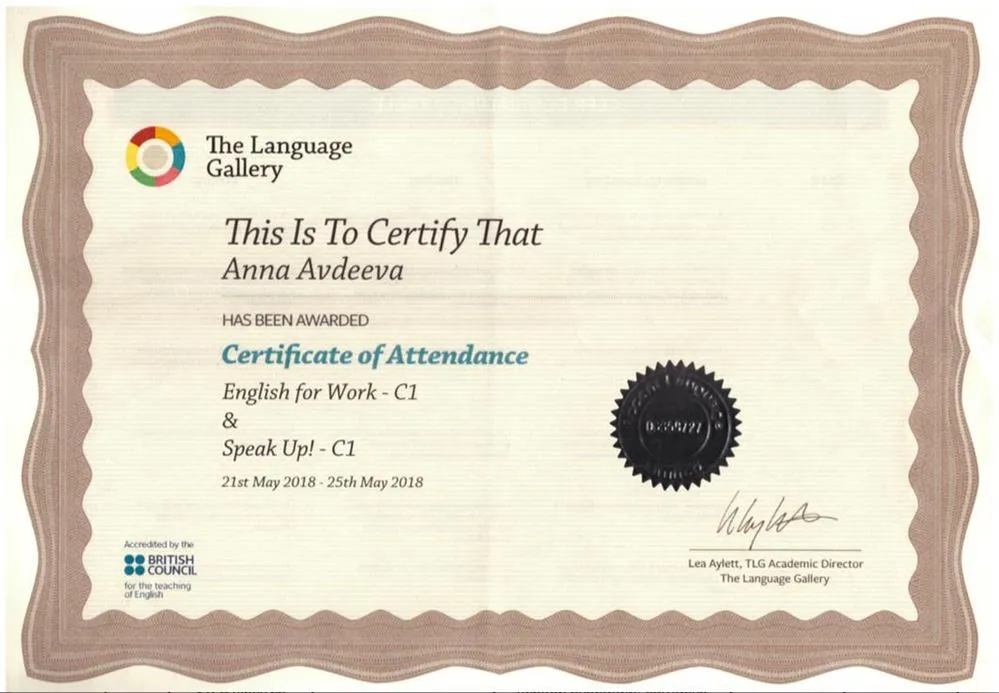 The Language
Gallery
This Is To Certify That
Anna Avdeeva
HAS BEEN AWARDED
Certificate of Attendance
English for Work - C1
&
Speak Up! - C1
21st May 2018 - 25th May 2018
Accredited by the
BRITISH
COUNCIL
for the teaching
of English
Lea Aylett, TLG Academic Director
The Language Gallery